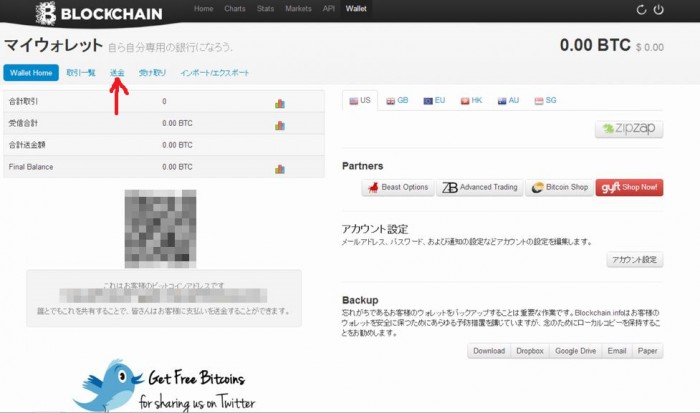 BLOCKCHAIN
Home Charts Stats Markets API Wallet
マイウォレット 自ら自分専用の銀行になろう.
0.00 BTC $ 0.00
Wallet Home 取引一覧 送金 受け取り インポート/エクスポート
合計取引 0
受信合計 0.00 BTC
合計送金額 0.00 BTC
Final Balance 0.00 BTC
これはお客様のビットコインアドレスです
誰とでもこれを共有することで、皆さんはお客様に支払いを送金することができます。
Get Free Bitcoins
for sharing us on Twitter
US GB EU HK AU SG
zipzap
Partners
Beast Options Advanced Trading Bitcoin Shop gyft Shop Now!
アカウント設定
メールアドレス、パスワード、および通知の設定などアカウントの設定を編集します。
アカウント設定
Backup
忘れがちであるお客様のウォレットをバックアップすることは重要な作業です。Blockchain.infoはお客様の
ウォレットを安全に保つためにあらゆる予防措置を講じていますが、念のためにローカルコピーを保持すること
をお勧めします。
Download Dropbox Google Drive Email Paper